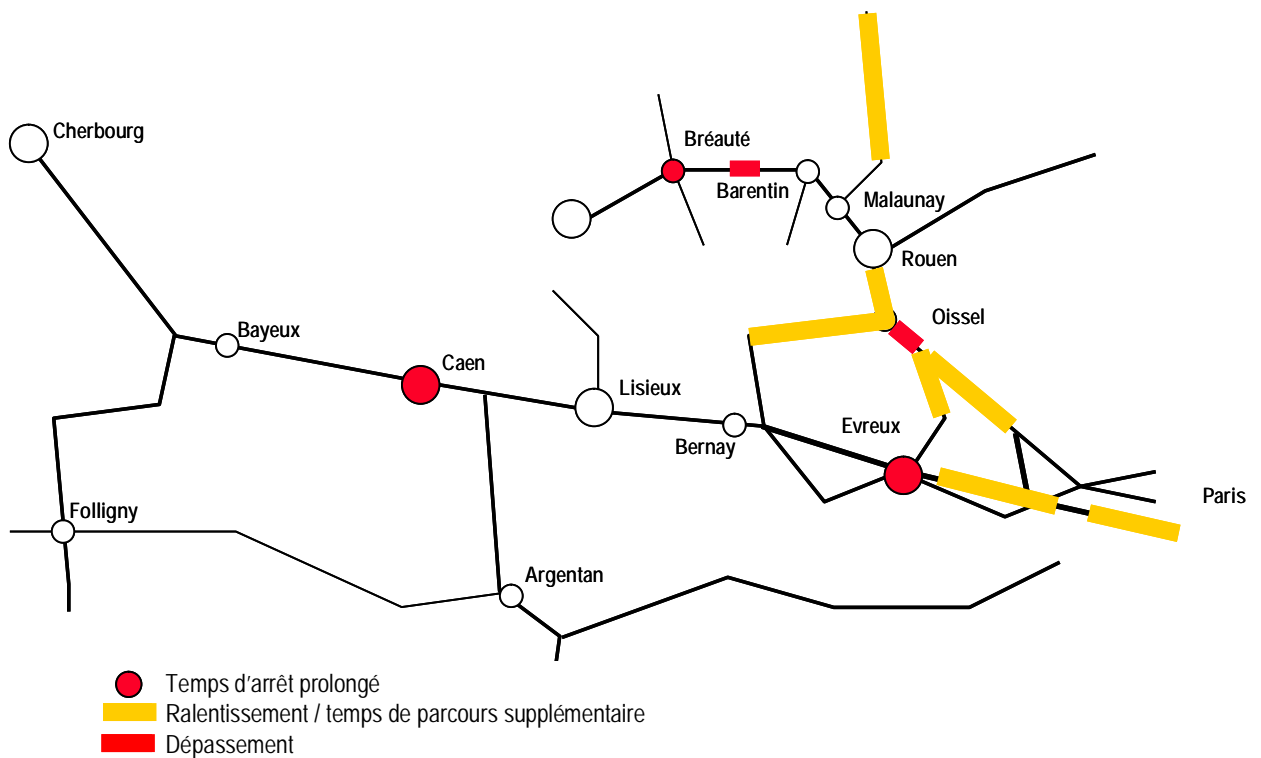 Cherbourg
Bréauté
Barentin
Malaunay
Rouen
Bayeux
Oissel
Caen
Lisieux
Bernay
Evreux
Paris
Folligny
Argentan
Temps d'arrêt prolongé
Ralentissement / temps de parcours supplémentaire
Dépassement